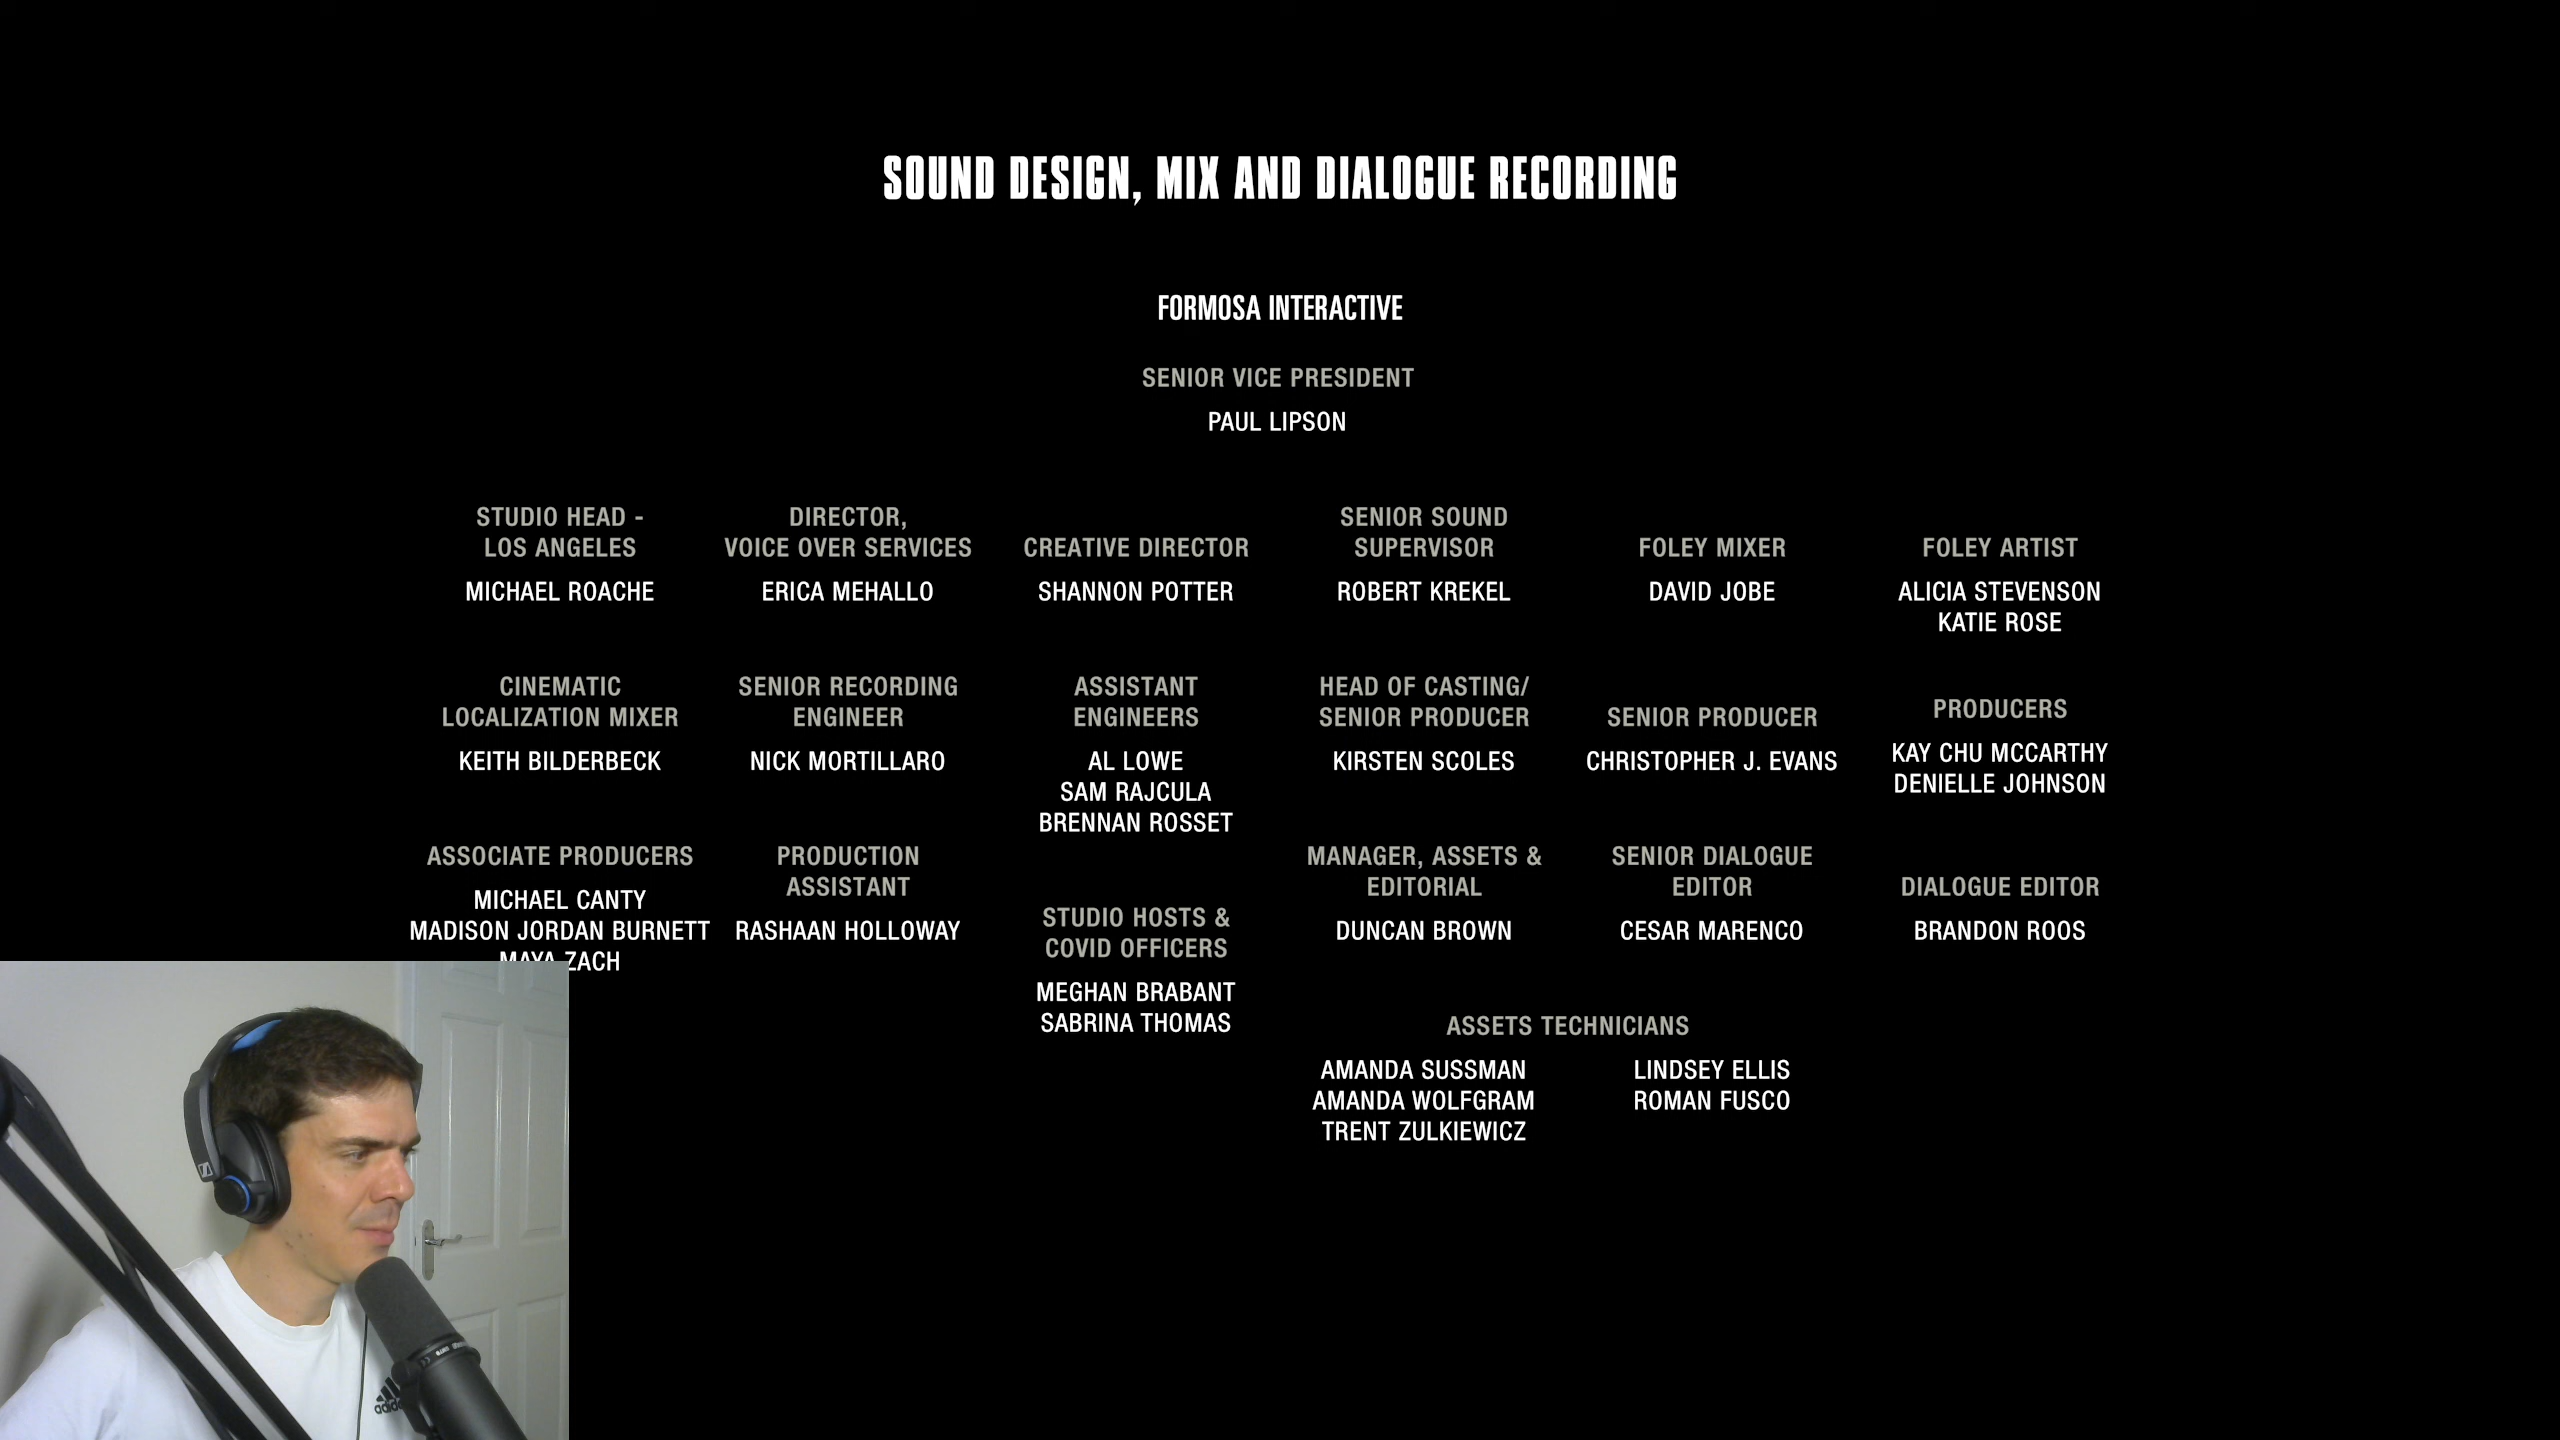 SOUND DESIGN, MIX AND DIALOGUE RECORDING
FORMOSA INTERACTIVE
SENIOR VICE PRESIDENT
PAUL LIPSON
STUDIO HEAD -
LOS ANGELES
MICHAEL ROACHE
DIRECTOR,
VOICE OVER SERVICES
ERICA MEHALLO
CREATIVE DIRECTOR
SHANNON POTTER
SENIOR SOUND
SUPERVISOR
ROBERT KREKEL
FOLEY MIXER
DAVID JOBE
FOLEY ARTIST
ALICIA STEVENSON
KATIE ROSE
CINEMATIC
LOCALIZATION MIXER
KEITH BILDERBECK
SENIOR RECORDING
ENGINEER
NICK MORTILLARO
ASSISTANT
ENGINEERS
AL LOWE
SAM RAJCULA
BRENNAN ROSSET
HEAD OF CASTING/
SENIOR PRODUCER
KIRSTEN SCOLES
SENIOR PRODUCER
CHRISTOPHER J. EVANS
PRODUCERS
KAY CHU MCCARTHY
DENIELLE JOHNSON
ASSOCIATE PRODUCERS
MICHAEL CANTY
MADISON JORDAN BURNETT
MAYA ZACH
PRODUCTION
ASSISTANT
RASHAAN HOLLOWAY
STUDIO HOSTS &
COVID OFFICERS
MEGHAN BRABANT
SABRINA THOMAS
MANAGER, ASSETS &
EDITORIAL
DUNCAN BROWN
SENIOR DIALOGUE
EDITOR
CESAR MARENCO
DIALOGUE EDITOR
BRANDON ROOS
ASSETS TECHNICIANS
AMANDA SUSSMAN
AMANDA WOLFGRAM
TRENT ZULKIEWICZ
LINDSEY ELLIS
ROMAN FUSCO